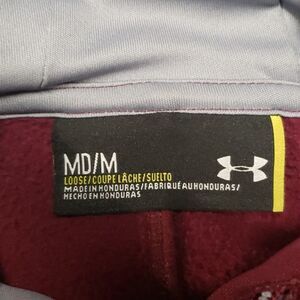 MD/M
LOOSE/COUPE LÂCHE/SUELTO
MADE IN HONDURAS/FABRIQUÉ AU HONDURAS/
HECHO EN HONDURAS